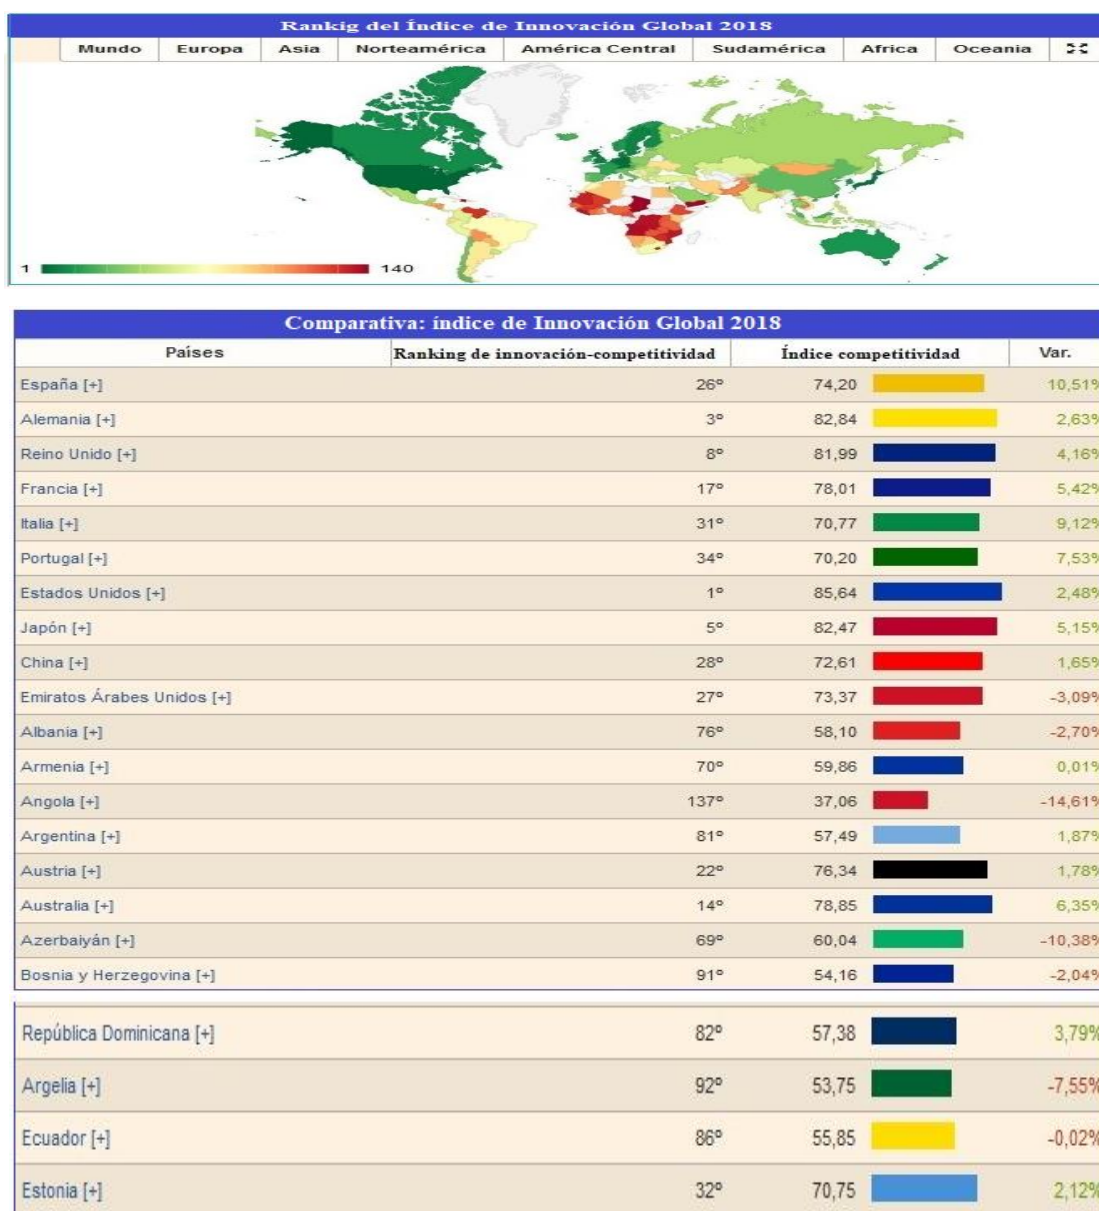 Rankig del Índice de Innovación Global 2018
Mundo Europa Asia Norteamérica América Central Sudamérica Africa Oceania
1 140
Comparativa: índice de Innovación Global 2018
Países Ranking de innovación-competitividad Índice competitividad Var.
España [+] 26º 74,20 10,51%
Alemania [+] 3º 82,84 2,63%
Reino Unido [+] 8º 81,99 4,16%
Francia [+] 17º 78,01 5,42%
Italia [+] 31º 70,77 9,12%
Portugal [+] 34º 70,20 7,53%
Estados Unidos [+] 1º 85,64 2,48%
Japón [+] 5º 82,47 5,15%
China [+] 28º 72,61 1,65%
Emiratos Árabes Unidos [+] 27º 73,37 -3,09%
Albania [+] 76º 58,10 -2,70%
Armenia [+] 70º 59,86 0,01%
Angola [+] 137º 37,06 -14,61%
Argentina [+] 81º 57,49 1,87%
Austria [+] 22º 76,34 1,78%
Australia [+] 14º 78,85 6,35%
Azerbaiyán [+] 69º 60,04 -10,38%
Bosnia y Herzegovina [+] 91º 54,16 -2,04%
República Dominicana [+] 82º 57,38 3,79%
Argelia [+] 92º 53,75 -7,55%
Ecuador [+] 86º 55,85 -0,02%
Estonia [+] 32º 70,75 2,12%